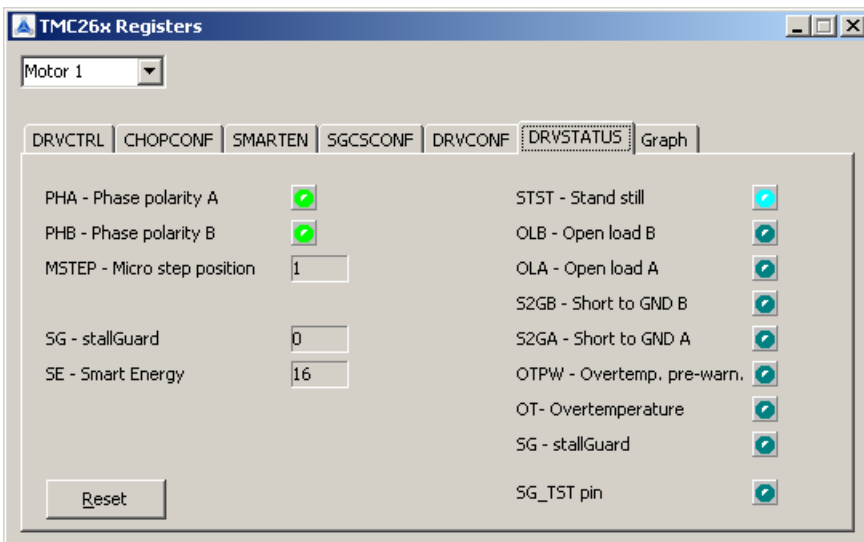 TMC26x Registers
Motor 1
DRVCTRL CHOPCONF SMARTEN SGCSCONF DRVCONF DRVSTATUS Graph
PHA - Phase polarity A
PHB - Phase polarity B
MSTEP - Micro step position 1
SG - stallGuard 0
SE - Smart Energy 16
Reset
STST - Stand still
OLB - Open load B
OLA - Open load A
S2GB - Short to GND B
S2GA - Short to GND A
OTPW - Overtemp. pre-warn.
OT- Overtemperature
SG - stallGuard
SG_TST pin